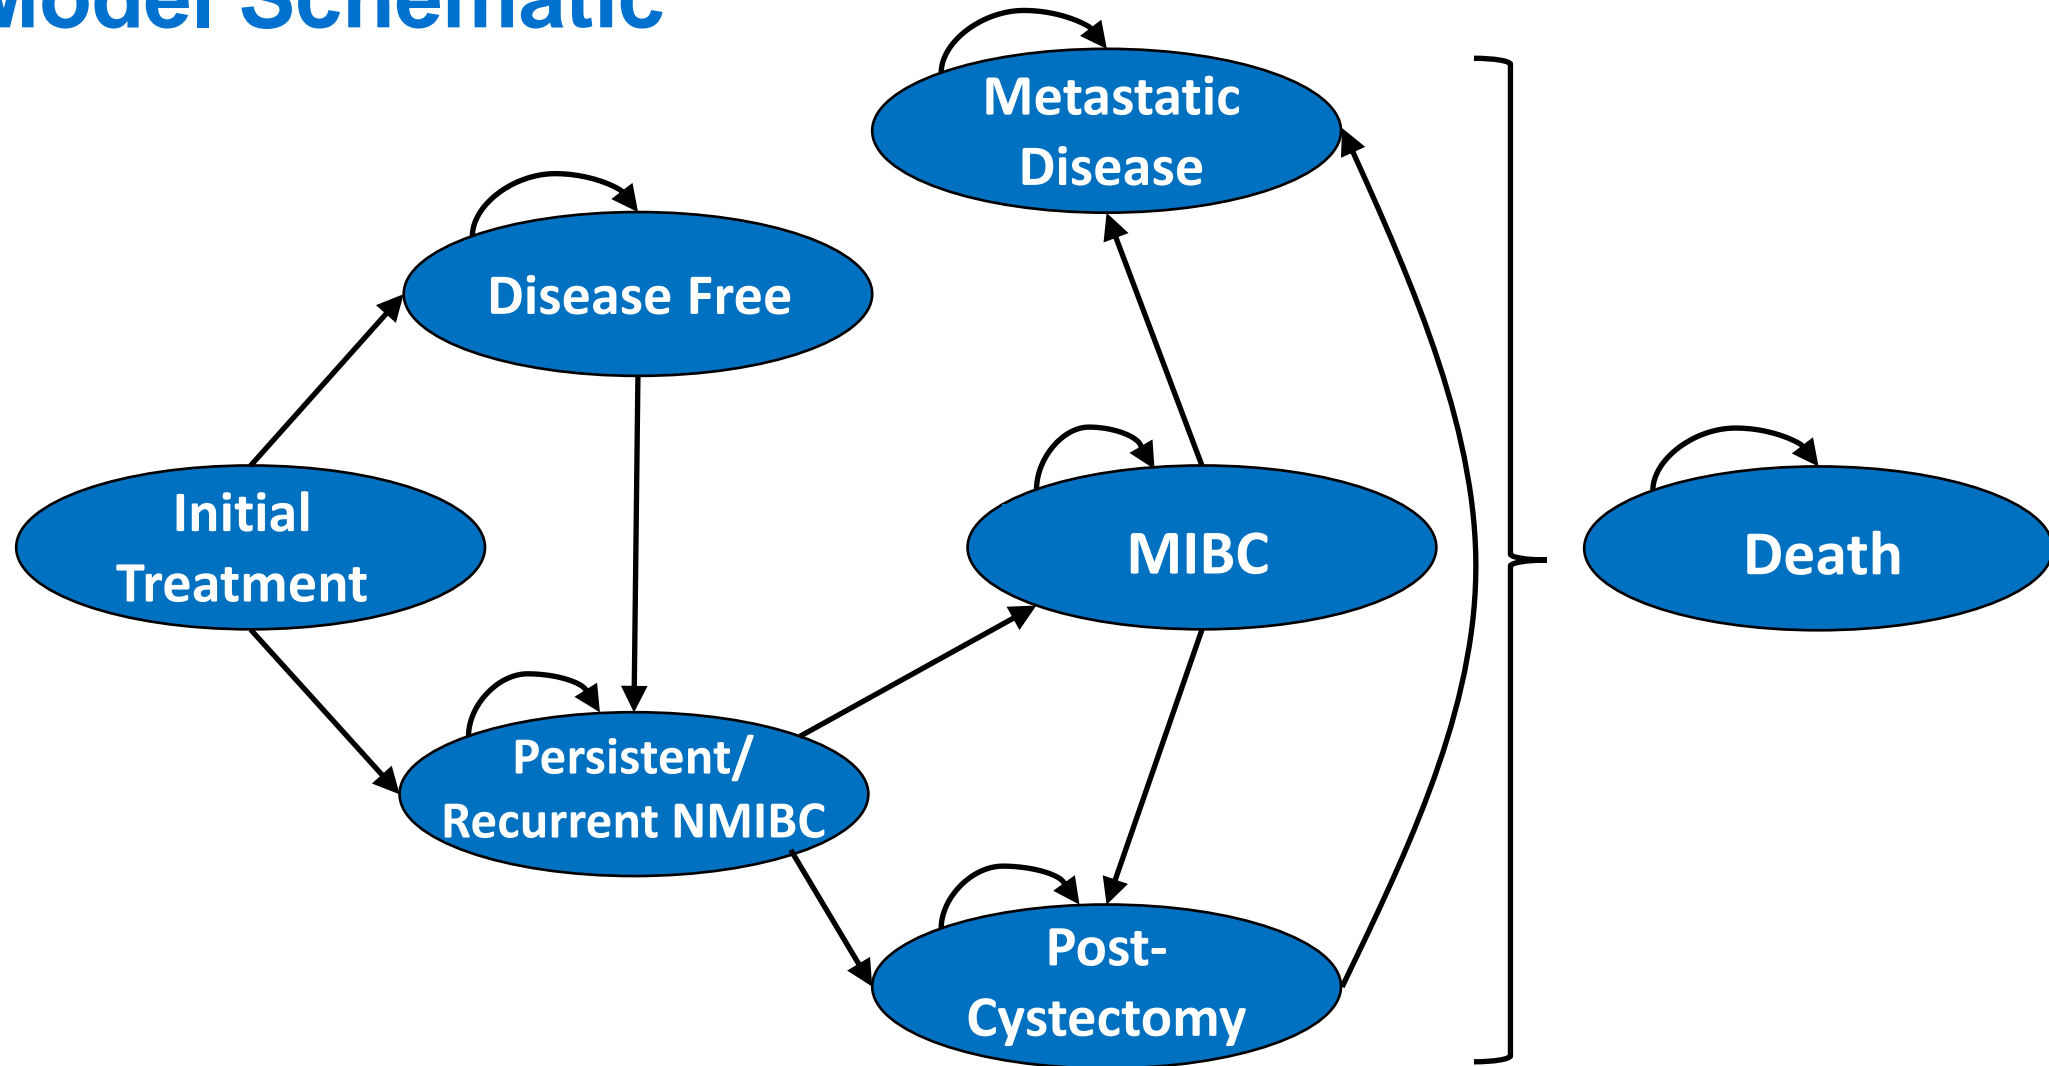 Model Schematic
Metastatic
Disease
Disease Free
Initial
Treatment
MIBC
Death
Persistent/
Recurrent NMIBC
Post-
Cystectomy